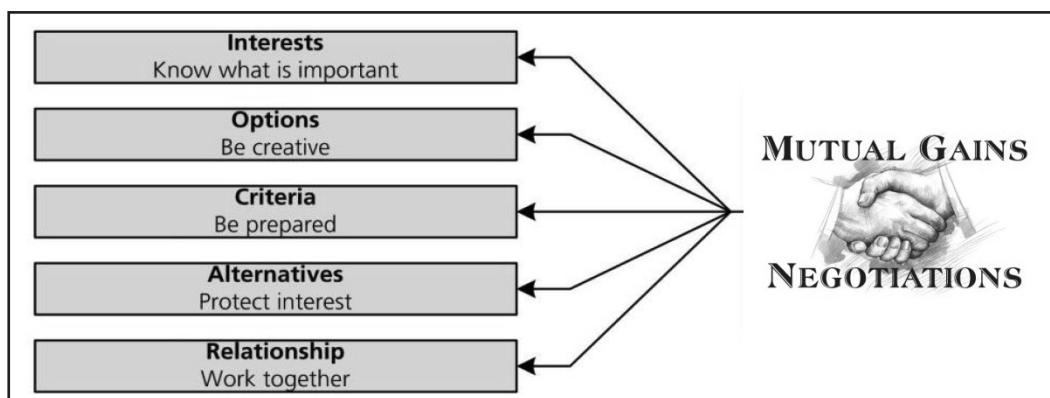 Interests
Know what is important
Options
Be creative
Criteria
Be prepared
Alternatives
Protect interest
Relationship
Work together
MUTUAL GAINS
NEGOTIATIONS